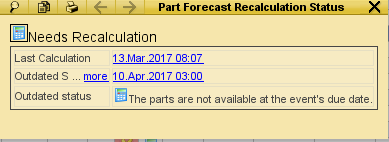 Part Forecast Recalculation Status
Needs Recalculation
Last Calculation 13.Mar.2017 08:07
Outdated S ... more 10.Apr.2017 03:00
Outdated status The parts are not available at the event's due date.